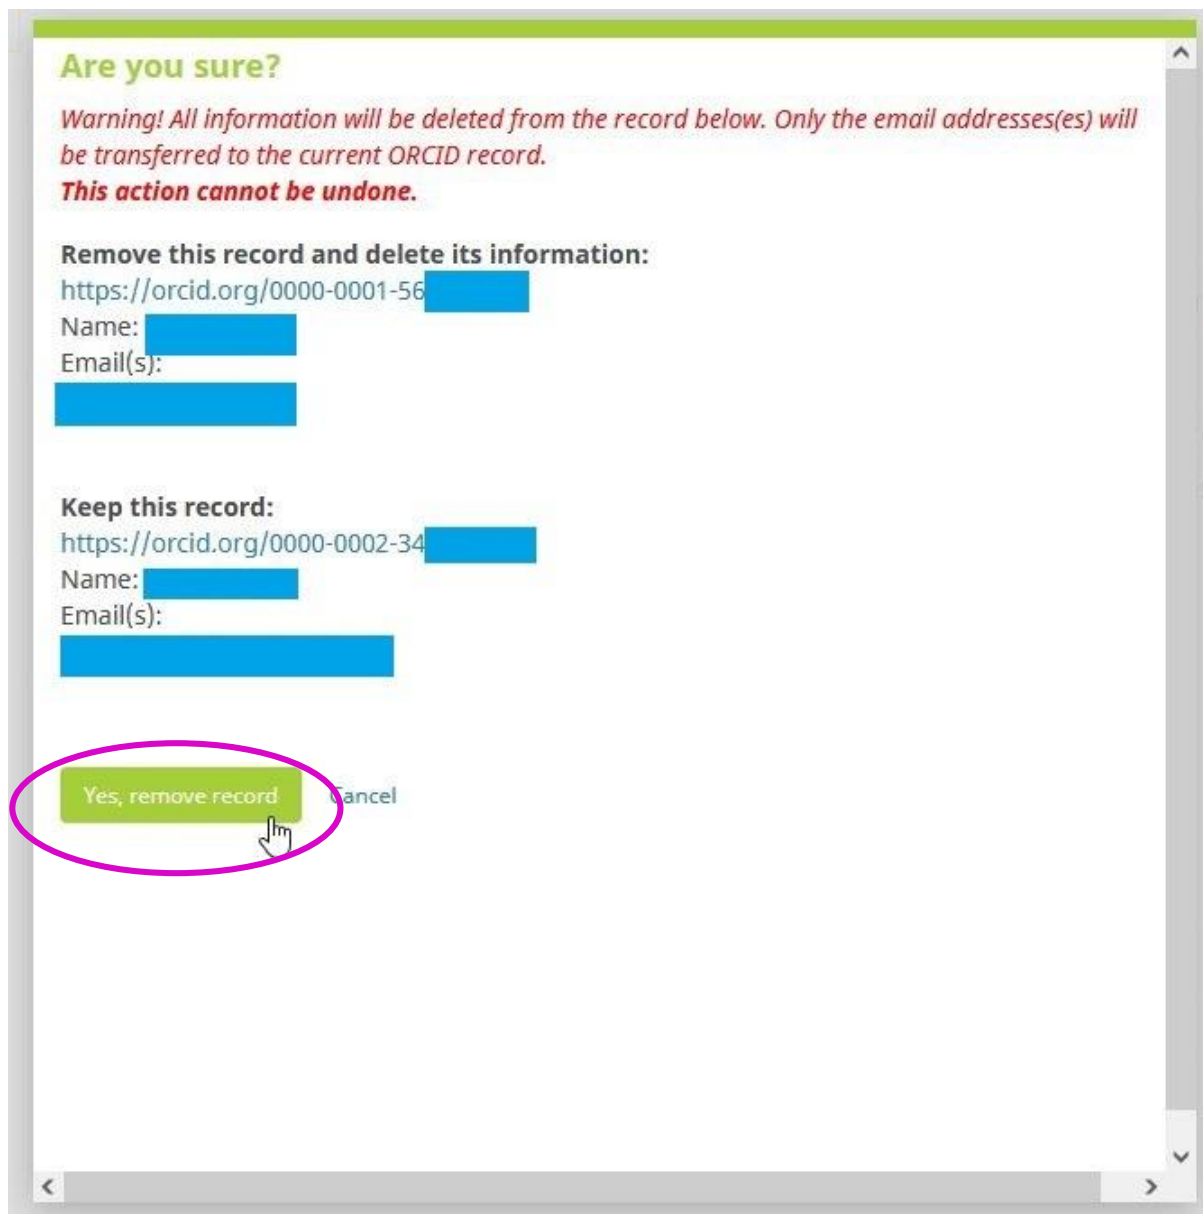 Are you sure?
Warning! All information will be deleted from the record below. Only the email addresses(es) will
be transferred to the current ORCID record.
This action cannot be undone.
Remove this record and delete its information:
https://orcid.org/0000-0001-56
Name:
Email(s):
Keep this record:
https://orcid.org/0000-0002-34
Name:
Email(s):
Yes, remove record Cancel